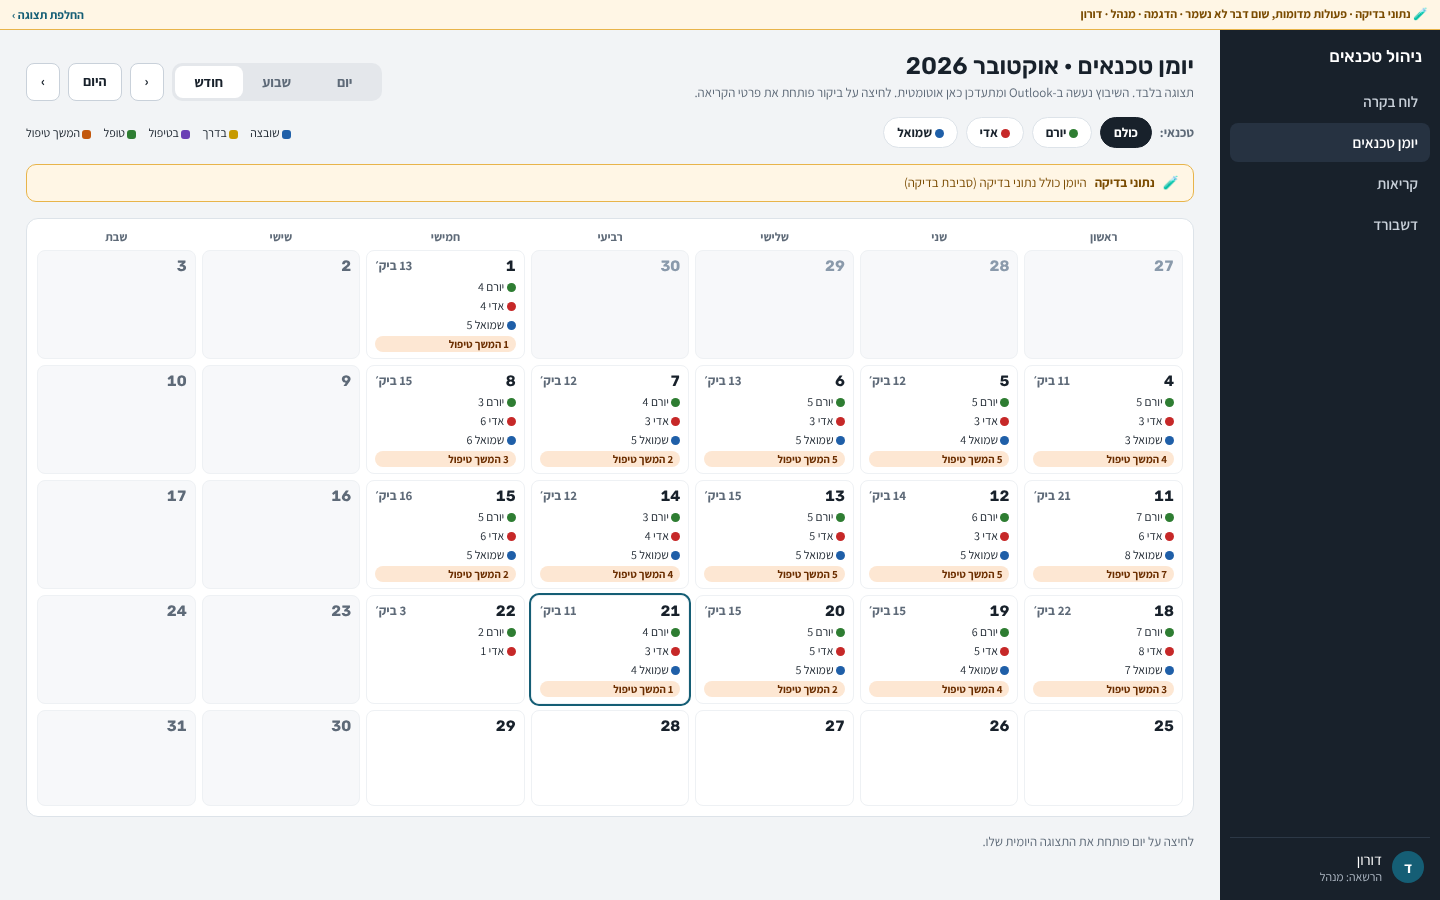 🧪 נתוני בדיקה · פעולות מדומות, שום דבר לא נשמר · הדגמה · מנהל · דורון
החלפת תצוגה ›
ניהול טכנאים
לוח בקרה
יומן טכנאים
קריאות
דשבורד
ד
דורון
הרשאה: מנהל
יומן טכנאים • אוקטובר 2026
תצוגה בלבד. השיבוץ נעשה ב-Outlook ומתעדכן כאן אוטומטית. לחיצה על ביקור פותחת את פרטי הקריאה.
יום שבוע חודש
‹ היום ›
טכנאי: כולם יורם אדי שמואל
שובצה בדרך בטיפול טופל המשך טיפול
🧪 נתוני בדיקה היומן כולל נתוני בדיקה (סביבת בדיקה)
ראשון שני שלישי רביעי חמישי שישי שבת
27
28
29
30
1 13 ביק׳
יורם 4
אדי 4
שמואל 5
1 המשך טיפול
2
3
4 11 ביק׳
יורם 5
אדי 3
שמואל 3
4 המשך טיפול
5 12 ביק׳
יורם 5
אדי 3
שמואל 4
5 המשך טיפול
6 13 ביק׳
יורם 5
אדי 3
שמואל 5
5 המשך טיפול
7 12 ביק׳
יורם 4
אדי 3
שמואל 5
2 המשך טיפול
8 15 ביק׳
יורם 3
אדי 6
שמואל 6
3 המשך טיפול
9
10
11 21 ביק׳
יורם 7
אדי 6
שמואל 8
7 המשך טיפול
12 14 ביק׳
יורם 6
אדי 3
שמואל 5
5 המשך טיפול
13 15 ביק׳
יורם 5
אדי 5
שמואל 5
5 המשך טיפול
14 12 ביק׳
יורם 3
אדי 4
שמואל 5
4 המשך טיפול
15 16 ביק׳
יורם 5
אדי 6
שמואל 5
2 המשך טיפול
16
17
18 22 ביק׳
יורם 7
אדי 8
שמואל 7
3 המשך טיפול
19 15 ביק׳
יורם 6
אדי 5
שמואל 4
4 המשך טיפול
20 15 ביק׳
יורם 5
אדי 5
שמואל 5
2 המשך טיפול
21 11 ביק׳
יורם 4
אדי 3
שמואל 4
1 המשך טיפול
22 3 ביק׳
יורם 2
אדי 1
23
24
25
26
27
28
29
30
31
לחיצה על יום פותחת את התצוגה היומית שלו.